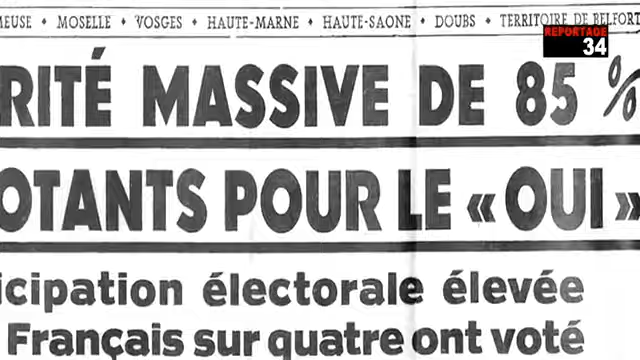 MEUSE • MOSELLE • VOSGES • HAUTE-MARNE • HAUTE-SAONE • DOUBS • TERRITOIRE DE BELFORT
REPORTAGE
34
RITÉ MASSIVE DE 85 %
OTANTS POUR LE « OUI »
icipation électorale élevée
Français sur quatre ont voté